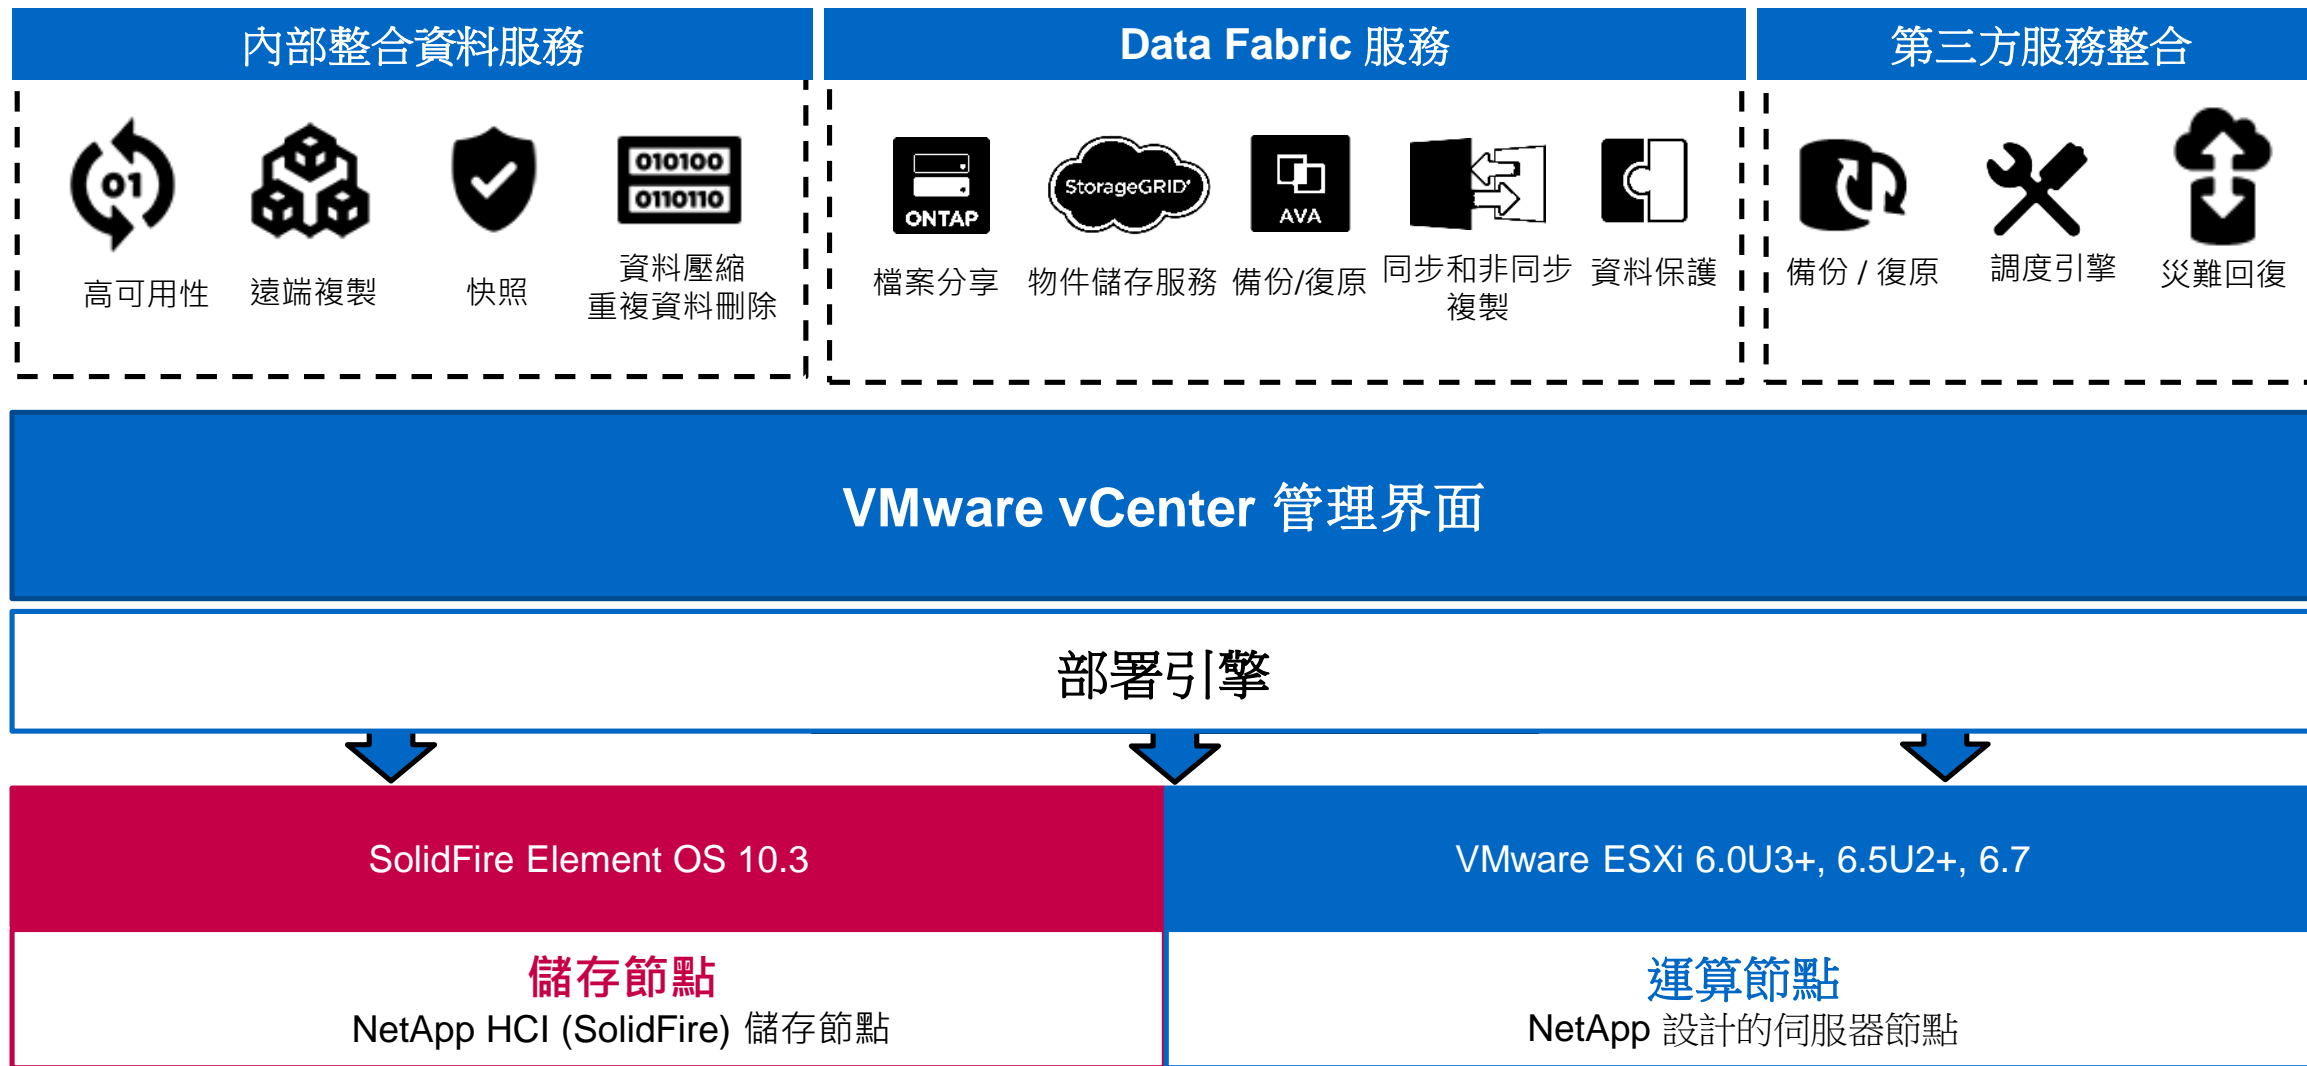 內部整合資料服務
Data Fabric 服務
第三方服務整合
01
010100
0110110
高可用性
遠端複製
快照
資料壓縮
重複資料刪除
ONTAP
StorageGRID
AVA
檔案分享
物件儲存服務
備份/復原
同步和非同步
複製
資料保護
備份 / 復原
調度引擎
災難回復
VMware vCenter 管理界面
部署引擎
SolidFire Element OS 10.3
VMware ESXi 6.0U3+, 6.5U2+, 6.7
儲存節點
NetApp HCI (SolidFire) 儲存節點
運算節點
NetApp 設計的伺服器節點